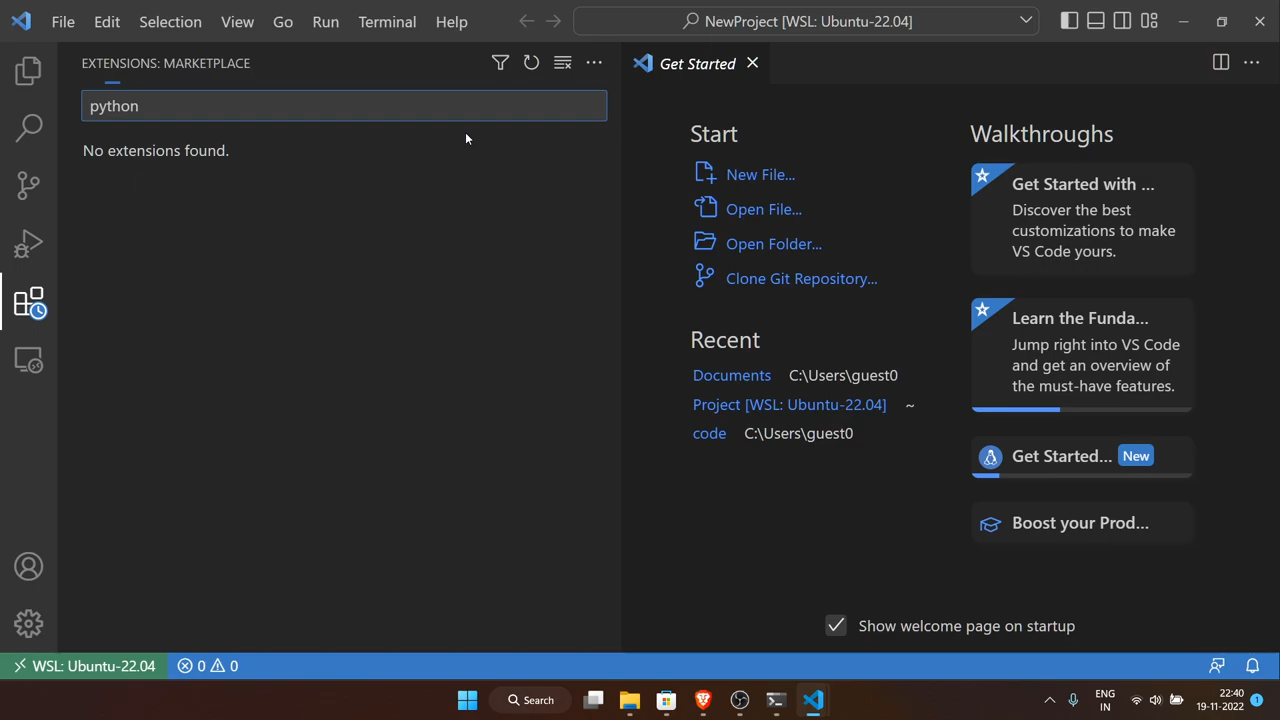 File Edit Selection View Go Run Terminal Help
NewProject [WSL: Ubuntu-22.04]
EXTENSIONS: MARKETPLACE
python
No extensions found.
Get Started
Start
New File...
Open File...
Open Folder...
Clone Git Repository...
Recent
Documents C:\Users\guest0
Project [WSL: Ubuntu-22.04] ~
code C:\Users\guest0
Walkthroughs
Get Started with ...
Discover the best
customizations to make
VS Code yours.
Learn the Funda...
Jump right into VS Code
and get an overview of
the must-have features.
Get Started... New
Boost your Prod...
Show welcome page on startup
WSL: Ubuntu-22.04 0 0
Search
ENG
IN
22:40
19-11-2022
1